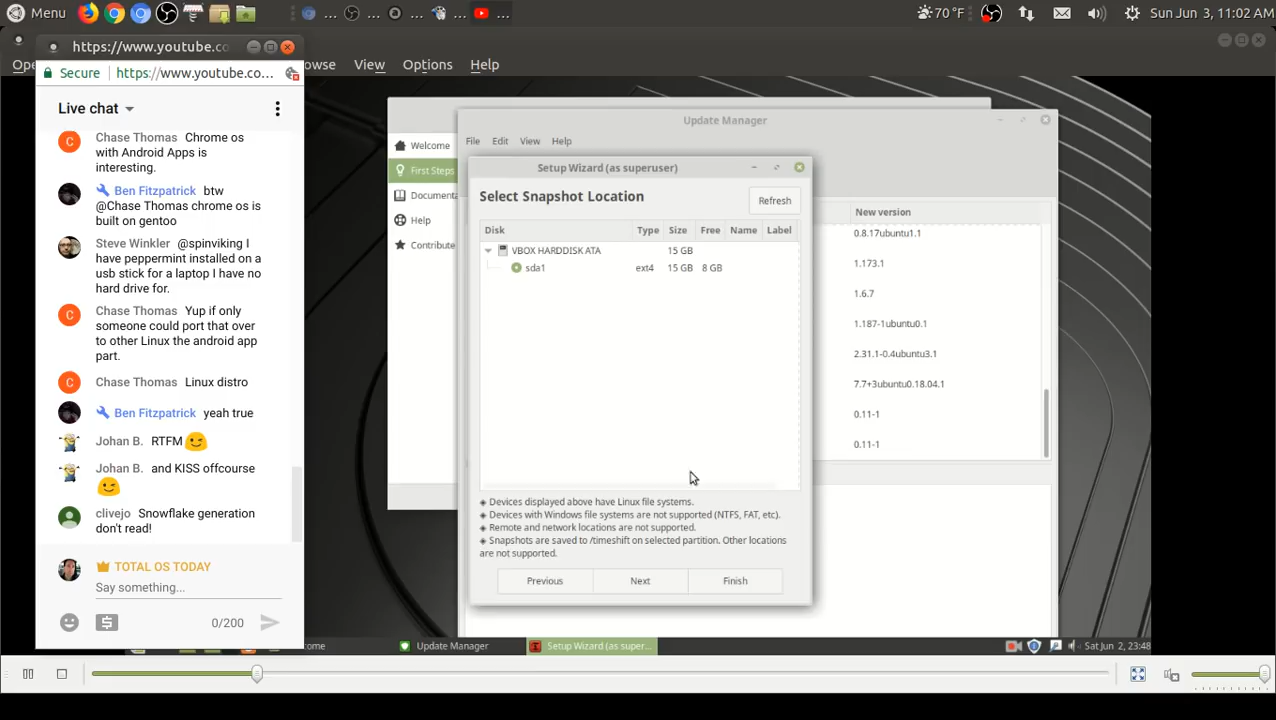 Menu
...
...
...
...
...
70 °F
Sun Jun 3, 11:02 AM
https://www.youtube.co
Secure
https://www.youtube.co...
Ope
owse
View
Options
Help
Live chat
Chase Thomas Chrome os
with Android Apps is
interesting.
Ben Fitzpatrick btw
@Chase Thomas chrome os is
built on gentoo
Steve Winkler @spinviking I
have peppermint installed on a
usb stick for a laptop I have no
hard drive for.
Chase Thomas Yup if only
someone could port that over
to other Linux the android app
part.
Chase Thomas Linux distro
Ben Fitzpatrick yeah true
Johan B. RTFM
Johan B. and KISS offcourse
clivejo Snowflake generation
don't read!
TOTAL OS TODAY
Say something...
0/200
Welcome
First Steps
Documenta
Help
Contribute
Update Manager
File
Edit
View
Help
New version
0.8.17ubuntu1.1
1.173.1
1.6.7
1.187-1ubuntu0.1
2.31.1-0.4ubuntu3.1
7.7+3ubuntu0.18.04.1
0.11-1
0.11-1
Setup Wizard (as superuser)
Select Snapshot Location
Refresh
Disk
Type
Size
Free
Name
Label
VBOX HARDDISK ATA
15 GB
sda1
ext4
15 GB
8 GB
◈ Devices displayed above have Linux file systems.
◈ Devices with Windows file systems are not supported (NTFS, FAT, etc).
◈ Remote and network locations are not supported.
◈ Snapshots are saved to /timeshift on selected partition. Other locations
are not supported.
Previous
Next
Finish
ome
Update Manager
Setup Wizard (as super...
Sat Jun 2, 23:48